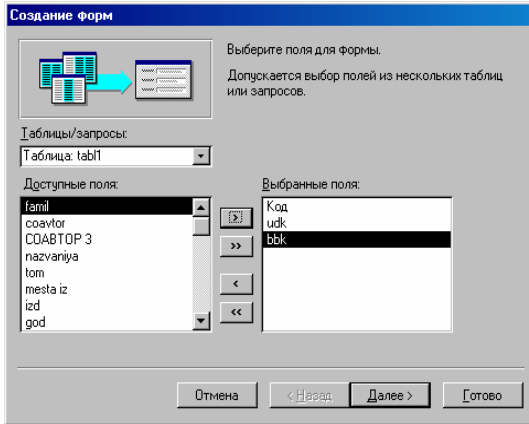 Создание форм
Выберите поля для формы.
Допускается выбор полей из нескольких таблиц
или запросов.
Таблицы/запросы:
Таблица: tabl1
Доступные поля:
famil
coavtor
СОАВТОР 3
nazvaniya
tom
mesta iz
izd
god
>
>>
<
<<
Выбранные поля:
Код
udk
bbk
Отмена
< Назад
Далее >
Готово